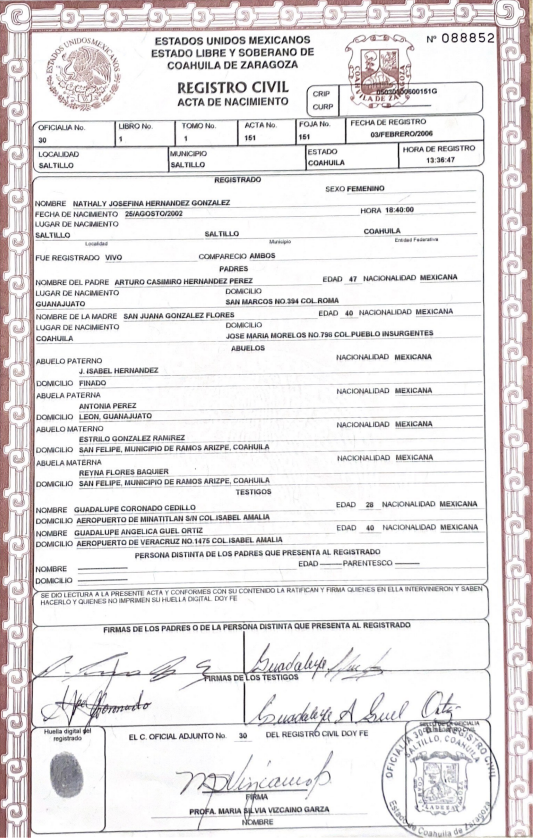 ESTADOS UNIDOS MEXICANOS
ESTADOS UNIDOS MEXICANOS
ESTADO LIBRE Y SOBERANO DE
COAHUILA DE ZARAGOZA
COAHUILA DE ZARAGOZA
Nº 088852
REGISTRO CIVIL
ACTA DE NACIMIENTO
CRIP
CURP
OFICIALIA No. LIBRO No. TOMO No. ACTA No. FOJA No. FECHA DE REGISTRO
30 1 1 151 151 03/FEBRERO/2006
LOCALIDAD MUNICIPIO ESTADO HORA DE REGISTRO
SALTILLO SALTILLO COAHUILA 13:36:47
REGISTRADO
SEXO FEMENINO
NOMBRE NATHALY JOSEFINA HERNANDEZ GONZALEZ
FECHA DE NACIMIENTO 25/AGOSTO/2002 HORA 18:40:00
LUGAR DE NACIMIENTO
SALTILLO SALTILLO COAHUILA
Localidad Municipio Entidad Federativa
FUE REGISTRADO VIVO COMPARECIO AMBOS
PADRES
NOMBRE DEL PADRE ARTURO CASIMIRO HERNANDEZ PEREZ EDAD 47 NACIONALIDAD MEXICANA
LUGAR DE NACIMIENTO DOMICILIO
GUANAJUATO SAN MARCOS NO.394 COL.ROMA
NOMBRE DE LA MADRE SAN JUANA GONZALEZ FLORES EDAD 40 NACIONALIDAD MEXICANA
LUGAR DE NACIMIENTO DOMICILIO
COAHUILA JOSE MARIA MORELOS NO.796 COL.PUEBLO INSURGENTES
ABUELOS
ABUELO PATERNO NACIONALIDAD MEXICANA
J. ISABEL HERNANDEZ
DOMICILIO FINADO
ABUELA PATERNA NACIONALIDAD MEXICANA
ANTONIA PEREZ
DOMICILIO LEON, GUANAJUATO
ABUELO MATERNO NACIONALIDAD MEXICANA
ESTRILO GONZALEZ RAMIREZ
DOMICILIO SAN FELIPE, MUNICIPIO DE RAMOS ARIZPE, COAHUILA
ABUELA MATERNA NACIONALIDAD MEXICANA
REYNA FLORES BAQUIER
DOMICILIO SAN FELIPE, MUNICIPIO DE RAMOS ARIZPE, COAHUILA
TESTIGOS
NOMBRE GUADALUPE CORONADO CEDILLO EDAD 28 NACIONALIDAD MEXICANA
DOMICILIO AEROPUERTO DE MINATITLAN S/N COL.ISABEL AMALIA
NOMBRE GUADALUPE ANGELICA GUEL ORTIZ EDAD 40 NACIONALIDAD MEXICANA
DOMICILIO AEROPUERTO DE VERACRUZ NO.1475 COL.ISABEL AMALIA
PERSONA DISTINTA DE LOS PADRES QUE PRESENTA AL REGISTRADO
NOMBRE EDAD PARENTESCO
DOMICILIO
SE DIO LECTURA A LA PRESENTE ACTA Y CONFORMES CON SU CONTENIDO LA RATIFICAN Y FIRMA QUIENES EN ELLA INTERVINIERON Y SABEN
HACERLO Y QUIENES NO IMPRIMEN SU HUELLA DIGITAL. DOY FE
FIRMAS DE LOS PADRES O DE LA PERSONA DISTINTA QUE PRESENTA AL REGISTRADO
Guadalupe
FIRMAS DE LOS TESTIGOS
Guadalupe A Guel Ortiz
Huella digital del
registrado
EL C. OFICIAL ADJUNTO No. 30 DEL REGISTRO CIVIL DOY FE
SELLO DE LA OFICIALIA
OFICIALIA 30 DEL REGISTRO CIVIL
SALTILLO, COAHUILA
Estado de Coahuila de Zaragoza
FIRMA
PROFA. MARIA SILVIA VIZCAINO GARZA
NOMBRE